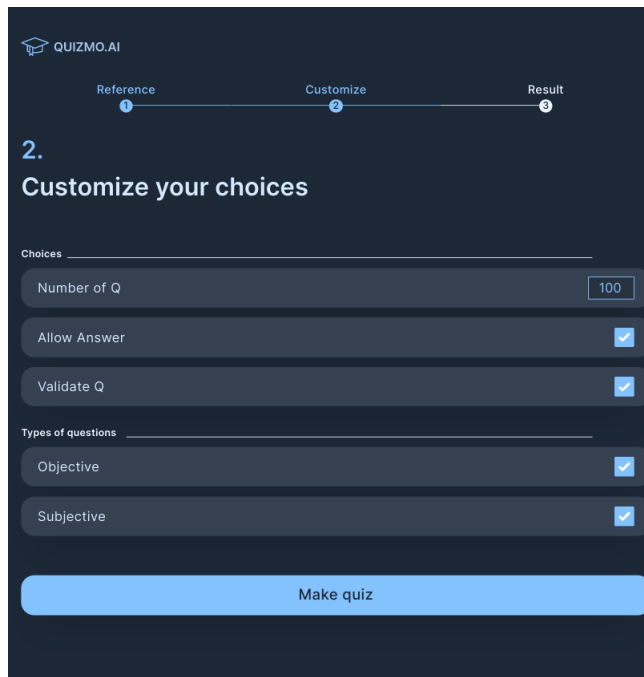 QUIZMO.AI
Reference Customize Result
1 2 3
2.
Customize your choices
Choices
Number of Q 100
Allow Answer
Validate Q
Types of questions
Objective
Subjective
Make quiz